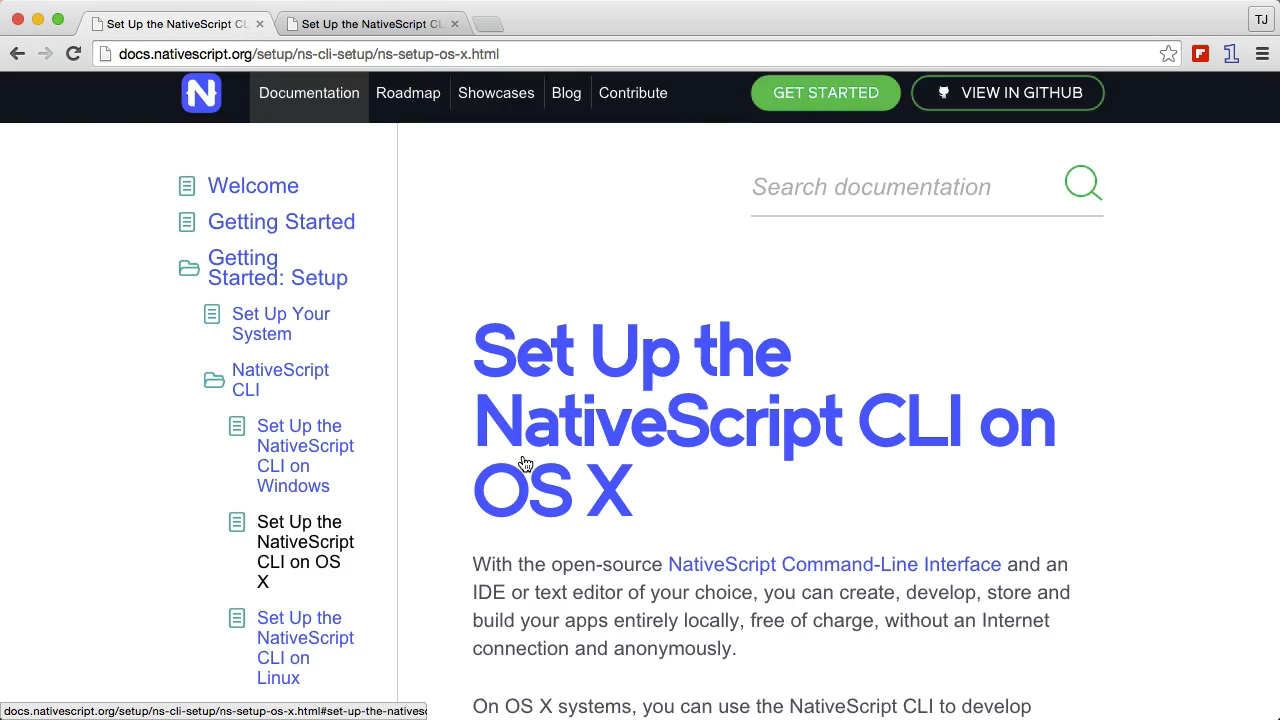 Set Up the NativeScript CL
Set Up the NativeScript CL
TJ
docs.nativescript.org/setup/ns-cli-setup/ns-setup-os-x.html
Documentation
Roadmap
Showcases
Blog
Contribute
GET STARTED
VIEW IN GITHUB
Welcome
Getting Started
Getting
Started: Setup
Set Up Your
System
NativeScript
CLI
Set Up the
NativeScript
CLI on
Windows
Set Up the
NativeScript
CLI on OS
X
Set Up the
NativeScript
CLI on
Linux
Search documentation
Set Up the
NativeScript CLI on
OS X
With the open-source NativeScript Command-Line Interface and an
IDE or text editor of your choice, you can create, develop, store and
build your apps entirely locally, free of charge, without an Internet
connection and anonymously.
On OS X systems, you can use the NativeScript CLI to develop
docs.nativescript.org/setup/ns-cli-setup/ns-setup-os-x.html#set-up-the-natives